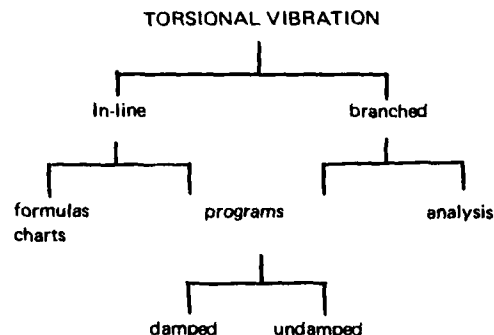 TORSIONAL VIBRATION
In-line branched
formulas programs analysis
charts
damped undamped